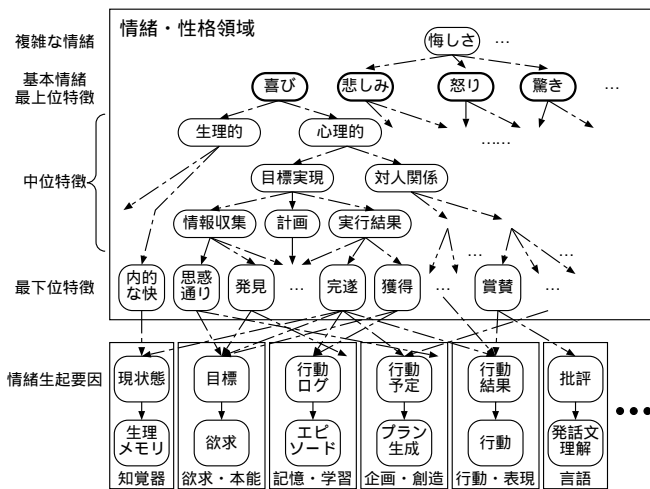 情緒・性格領域
複雑な情緒
悔しさ
…
基本情緒
最上位特徴
喜び
悲しみ
怒り
驚き
…
中位特徴
生理的
心理的
……
目標実現
対人関係
情報収集
計画
実行結果
…
…
最下位特徴
内的
な快
思惑
通り
発見
…
完遂
獲得
…
賞賛
…
情緒生起要因
現状態
目標
行動
ログ
行動
予定
行動
結果
批評
生理
メモリ
欲求
エピ
ソード
プラン
生成
行動
発話文
理解
•••
知覚器
欲求・本能
記憶・学習
企画・創造
行動・表現
言語